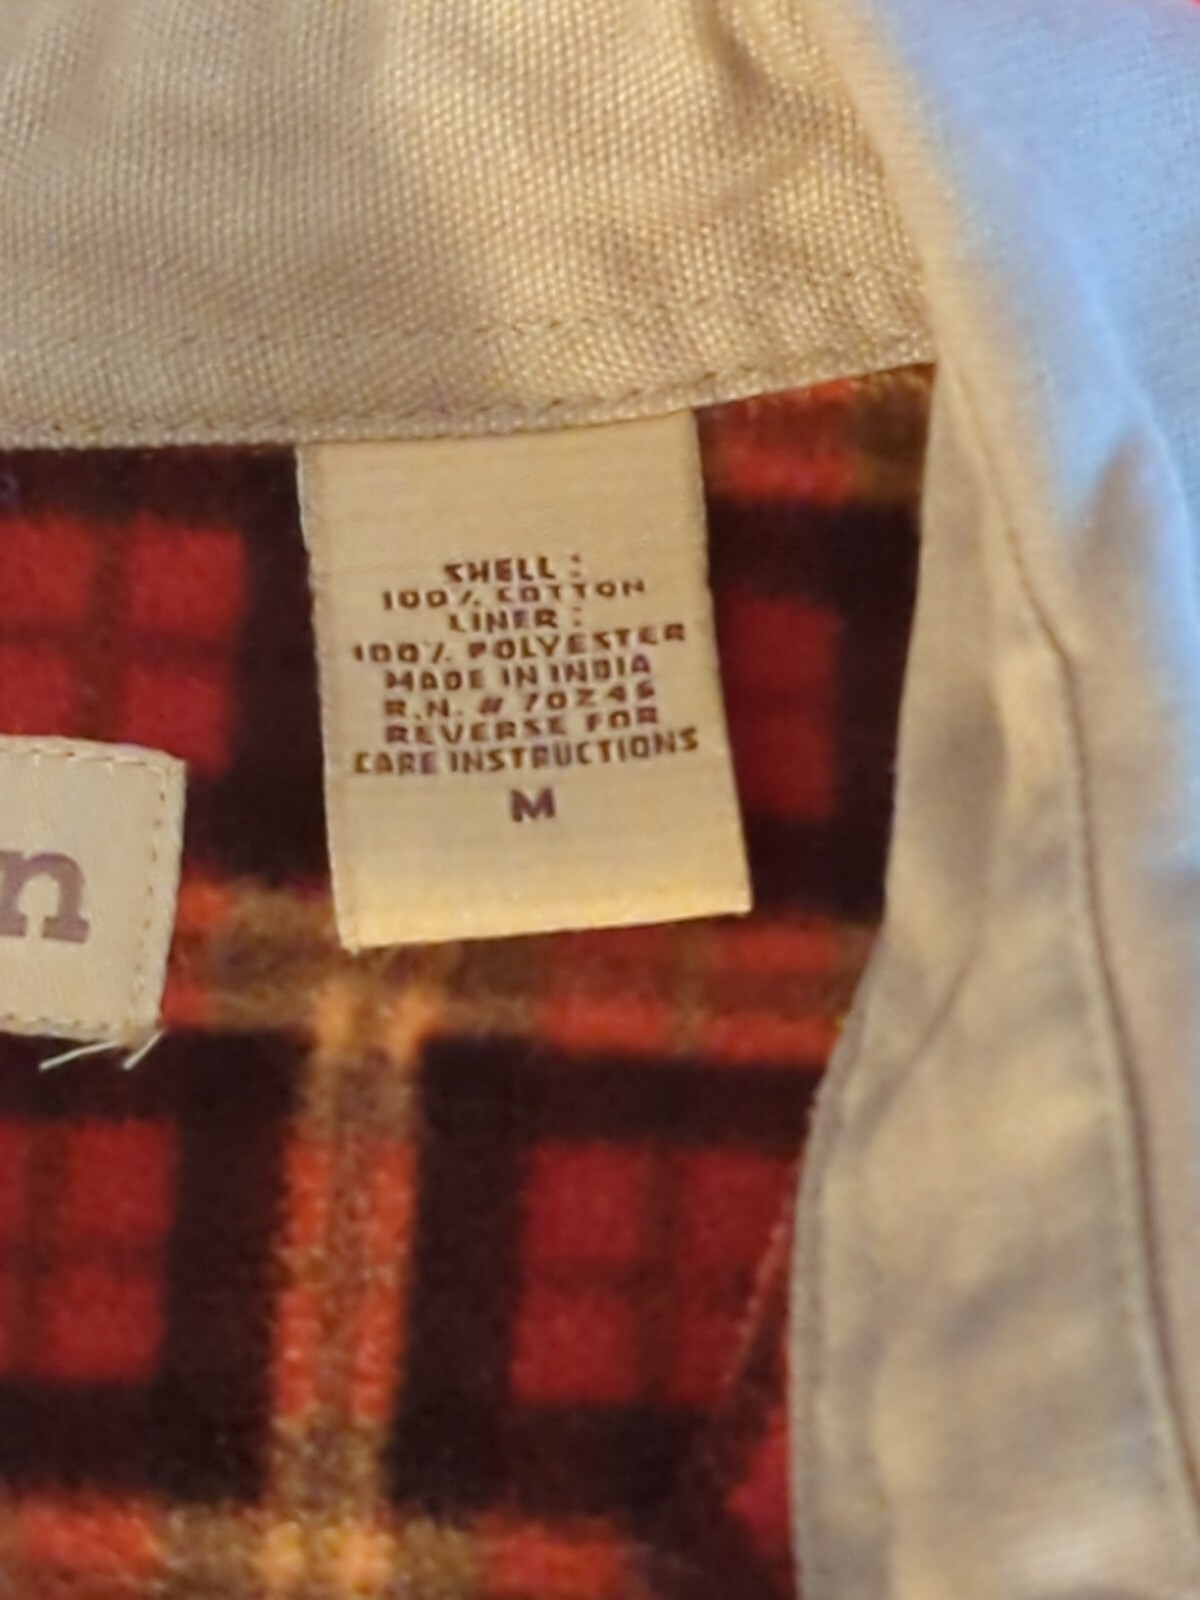 SHELL :
100% COTTON
LINER :
100% POLYESTER
MADE IN INDIA
R.N. # 70246
REVERSE FOR
CARE INSTRUCTIONS
M
n